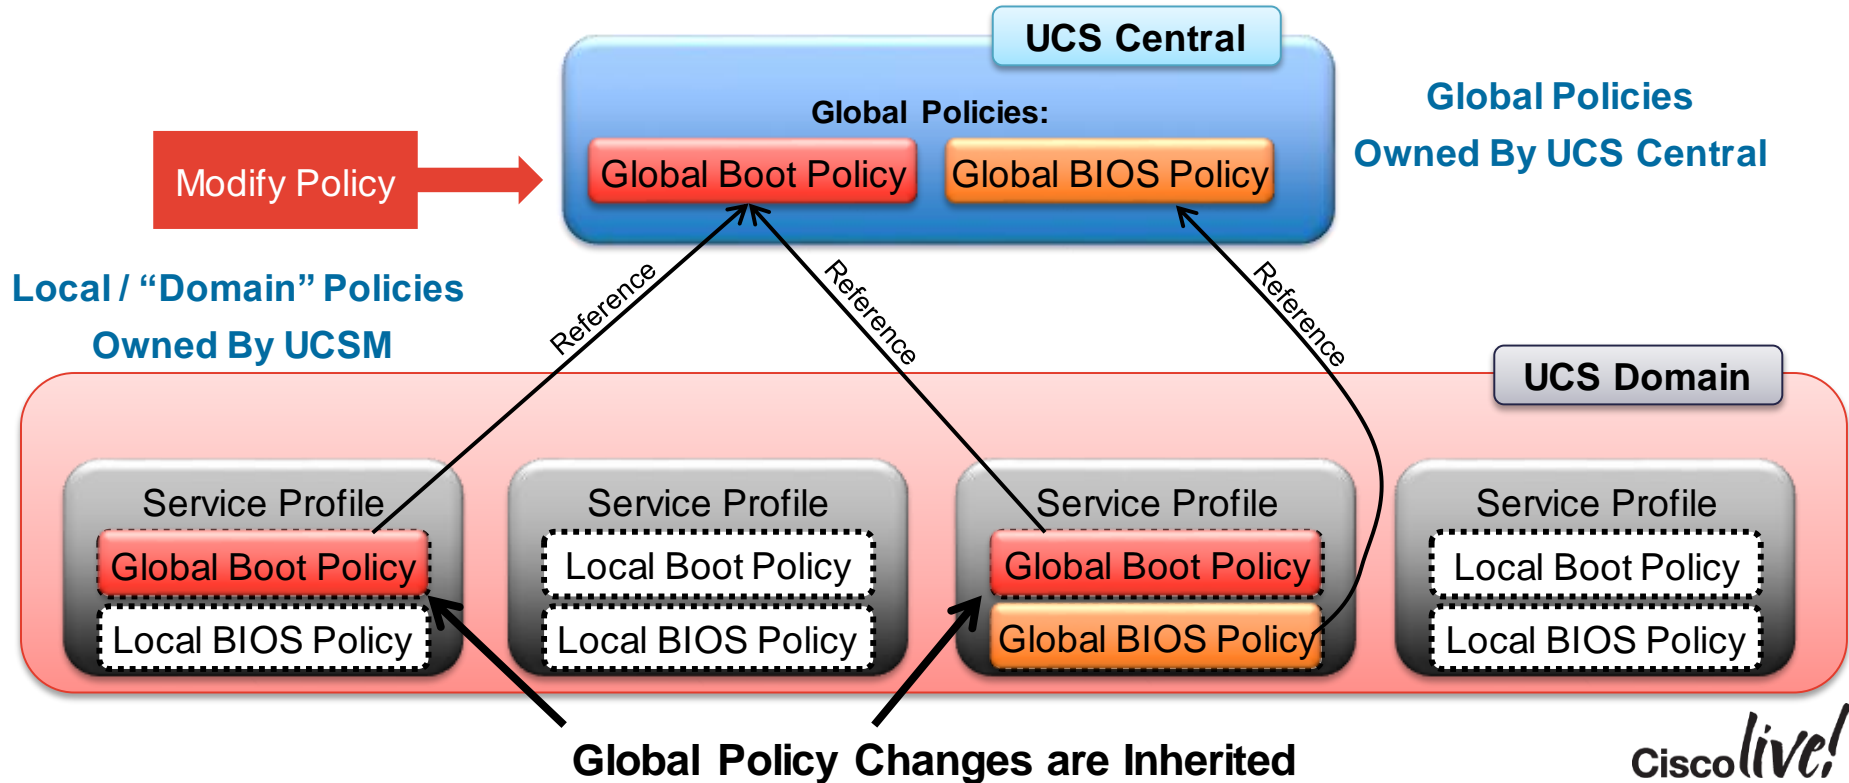 UCS Central
Global Policies:
Global Boot Policy
Global BIOS Policy
Global Policies
Owned By UCS Central
Modify Policy
Local / “Domain” Policies
Owned By UCSM
Reference
Reference
Reference
UCS Domain
Service Profile
Global Boot Policy
Local BIOS Policy
Service Profile
Local Boot Policy
Local BIOS Policy
Service Profile
Global Boot Policy
Global BIOS Policy
Service Profile
Local Boot Policy
Local BIOS Policy
Global Policy Changes are Inherited
Cisco live!